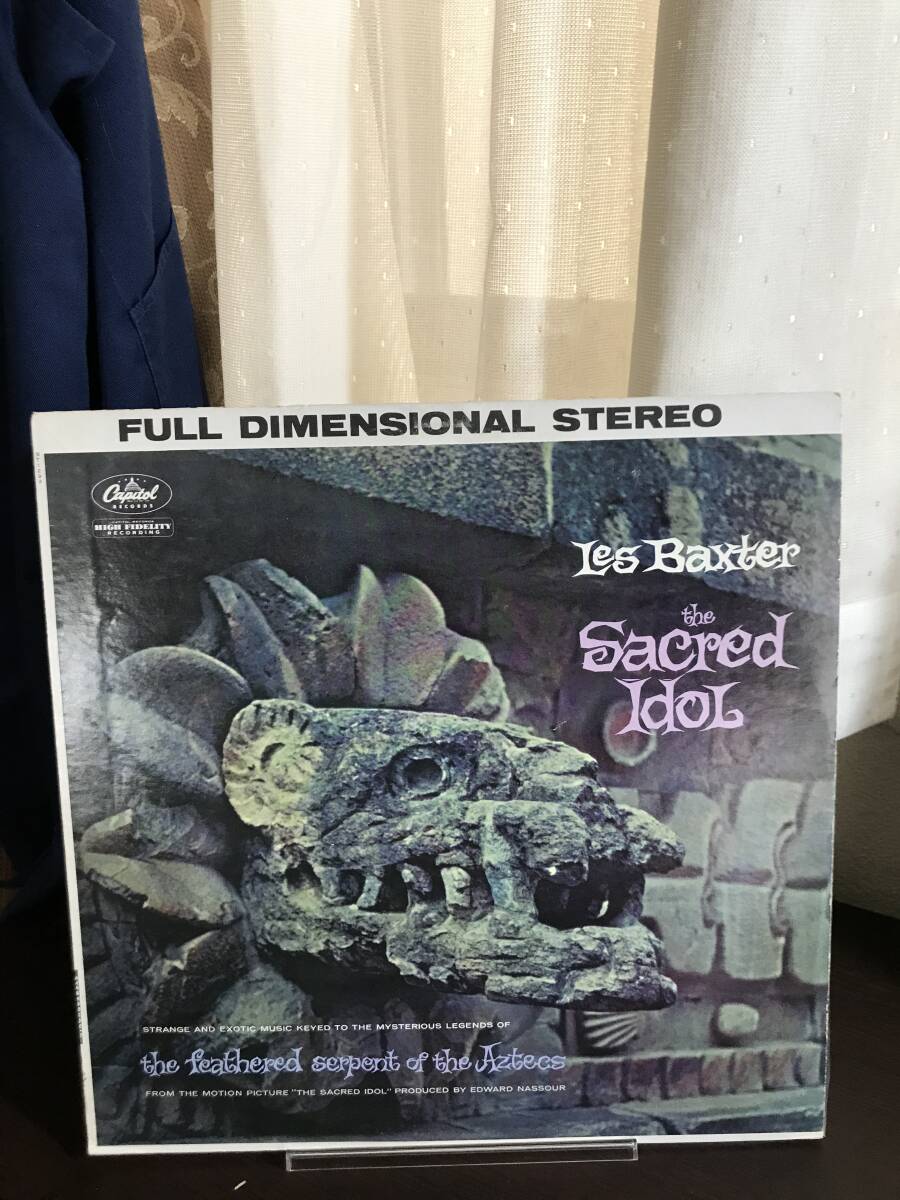 FULL DIMENSIONAL STEREO
Capitol
RECORDS
CAPITOL RECORDS
HIGH FIDELITY
RECORDING
Les Baxter
the
Sacred
Idol
STRANGE AND EXOTIC MUSIC KEYED TO THE MYSTERIOUS LEGENDS OF
the feathered serpent of the Aztecs
FROM THE MOTION PICTURE "THE SACRED IDOL" PRODUCED BY EDWARD NASSOUR